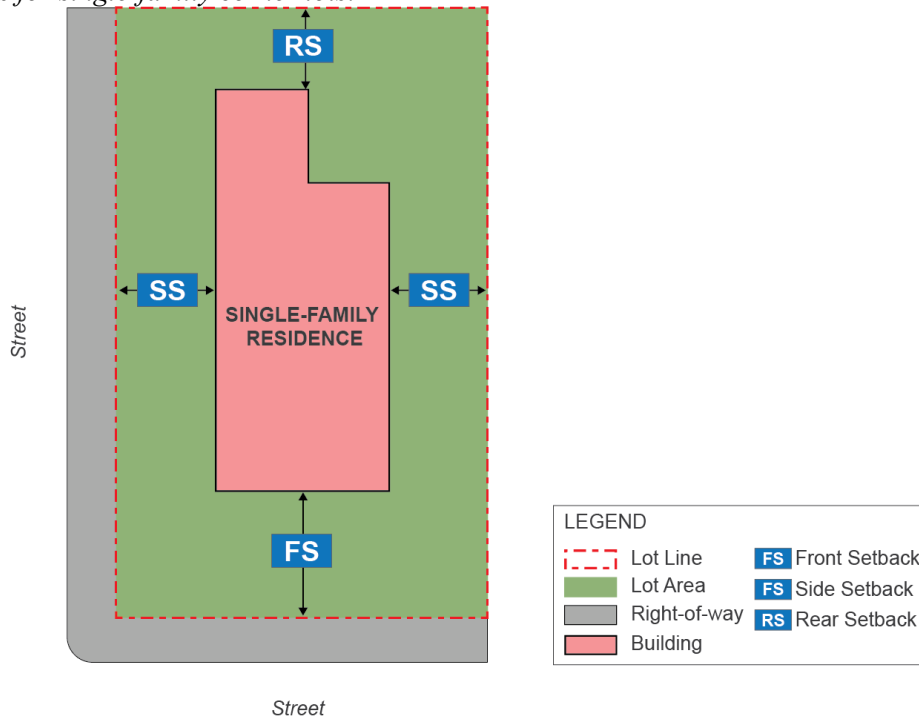 RS
SS
SS
SINGLE-FAMILY
RESIDENCE
Street
FS
LEGEND
Lot Line
FS Front Setback
Lot Area
FS Side Setback
Right-of-way
RS Rear Setback
Building
Street